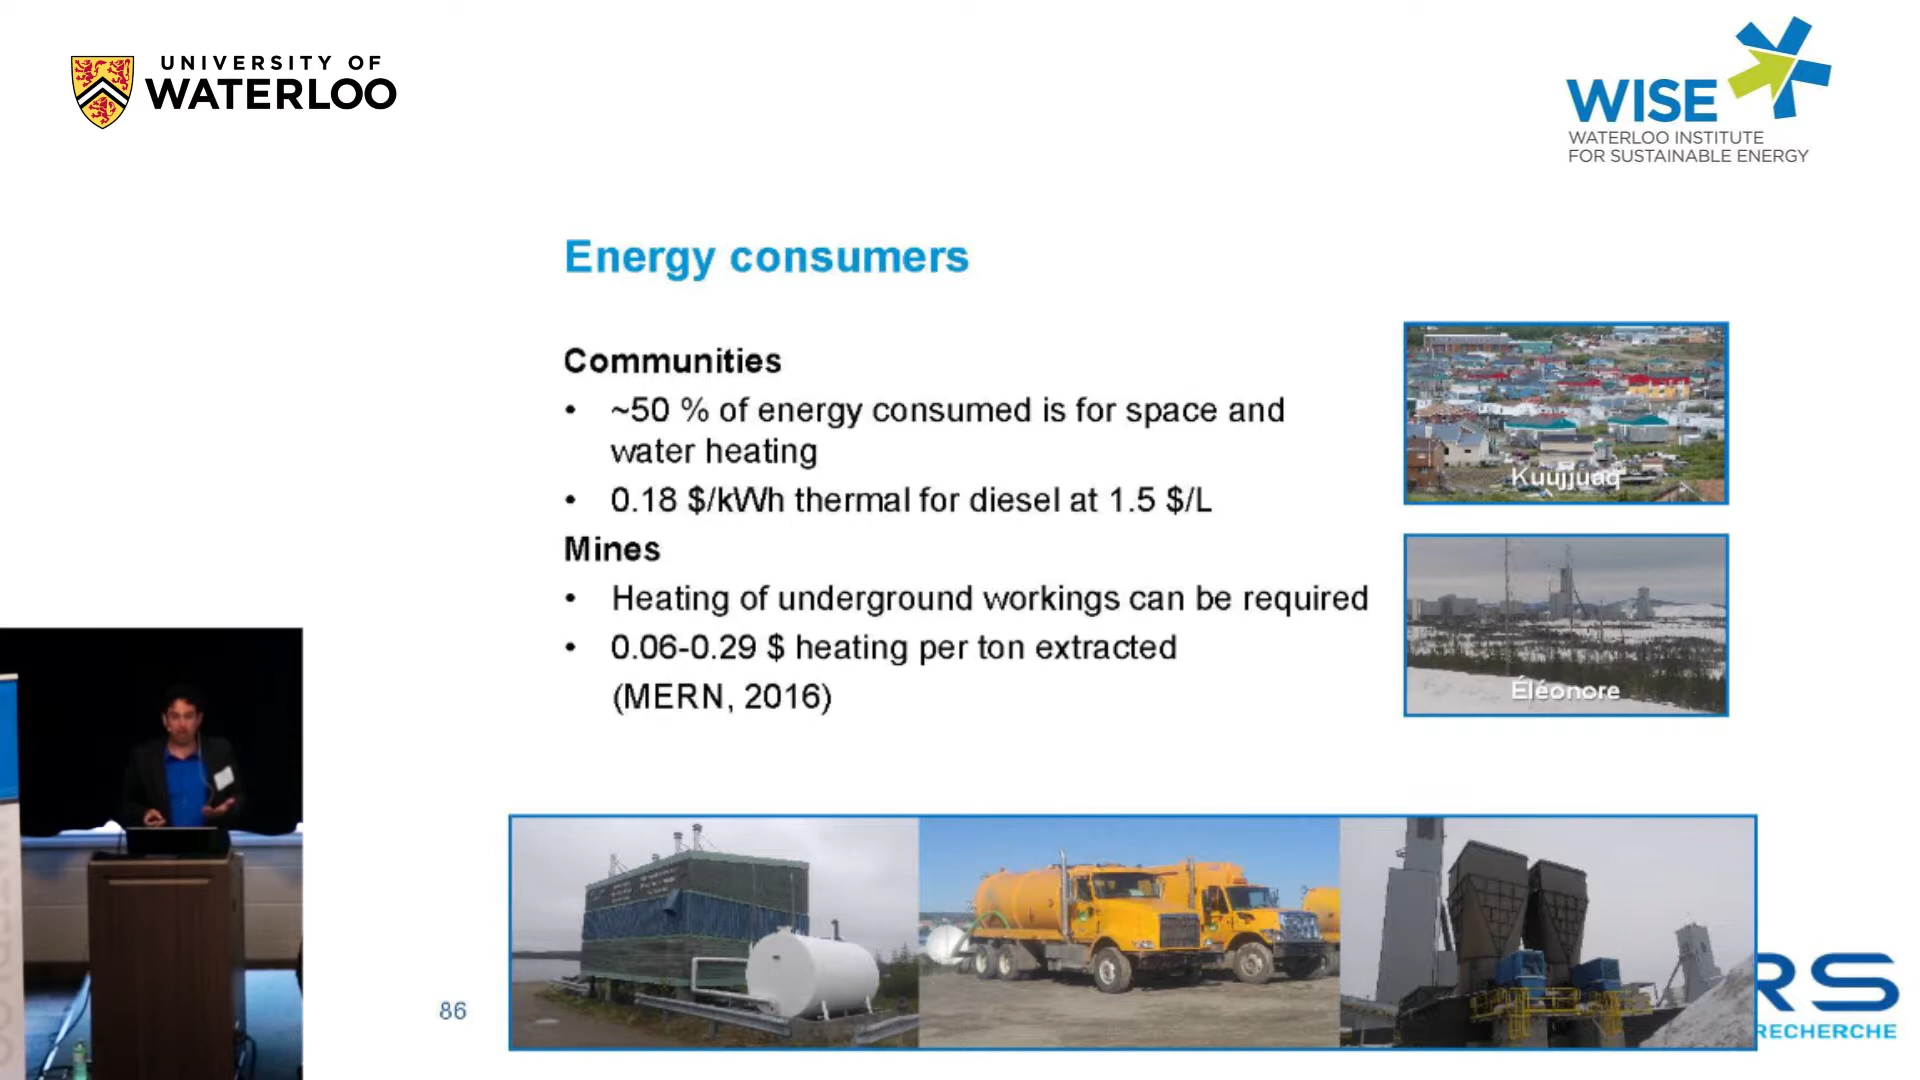 UNIVERSITY OF
WATERLOO
WISE
WATERLOO INSTITUTE
FOR SUSTAINABLE ENERGY
Energy consumers
Communities
• ~50 % of energy consumed is for space and
water heating
• 0.18 $/kWh thermal for diesel at 1.5 $/L
Mines
• Heating of underground workings can be required
• 0.06-0.29 $ heating per ton extracted
(MERN, 2016)
Kuujjuaq
Éléonore
86
RS
RECHERCHE